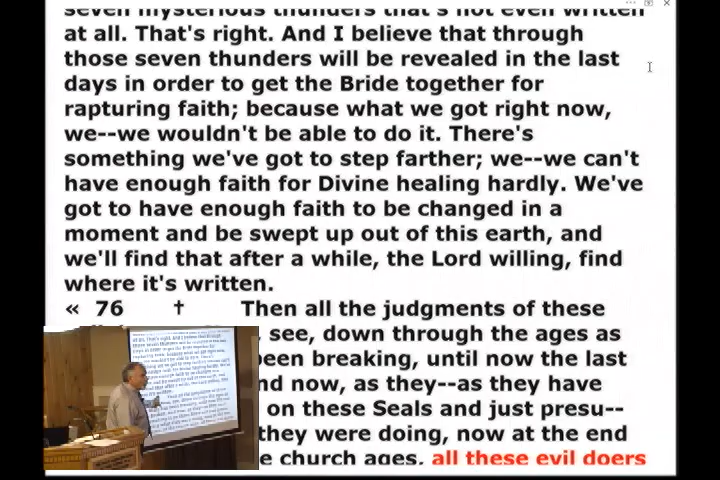 seven mysterious thunders that's not even written
at all. That's right. And I believe that through
those seven thunders will be revealed in the last
days in order to get the Bride together for
rapturing faith; because what we got right now,
we--we wouldn't be able to do it. There's
something we've got to step farther; we--we can't
have enough faith for Divine healing hardly. We've
got to have enough faith to be changed in a
moment and be swept up out of this earth, and
we'll find that after a while, the Lord willing, find
where it's written.
« 76 † Then all the judgments of these
, see, down through the ages as
been breaking, until now the last
nd now, as they--as they have
on these Seals and just presu--
they were doing, now at the end
e church ages, all these evil doers